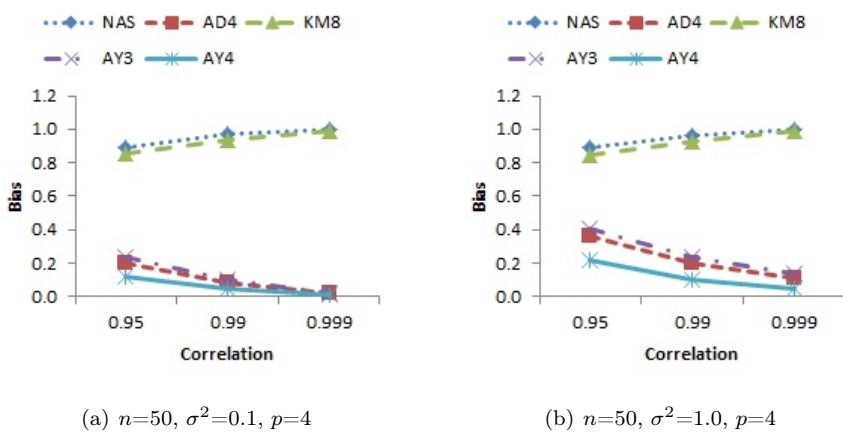 NAS AD4 KM8
AY3 AY4
1.2
1.0
0.8
0.6
0.4
0.2
0.0
Bias
0.95 0.99 0.999
Correlation
(a) n=50, σ²=0.1, p=4
NAS AD4 KM8
AY3 AY4
1.2
1.0
0.8
0.6
0.4
0.2
0.0
Bias
0.95 0.99 0.999
Correlation
(b) n=50, σ²=1.0, p=4